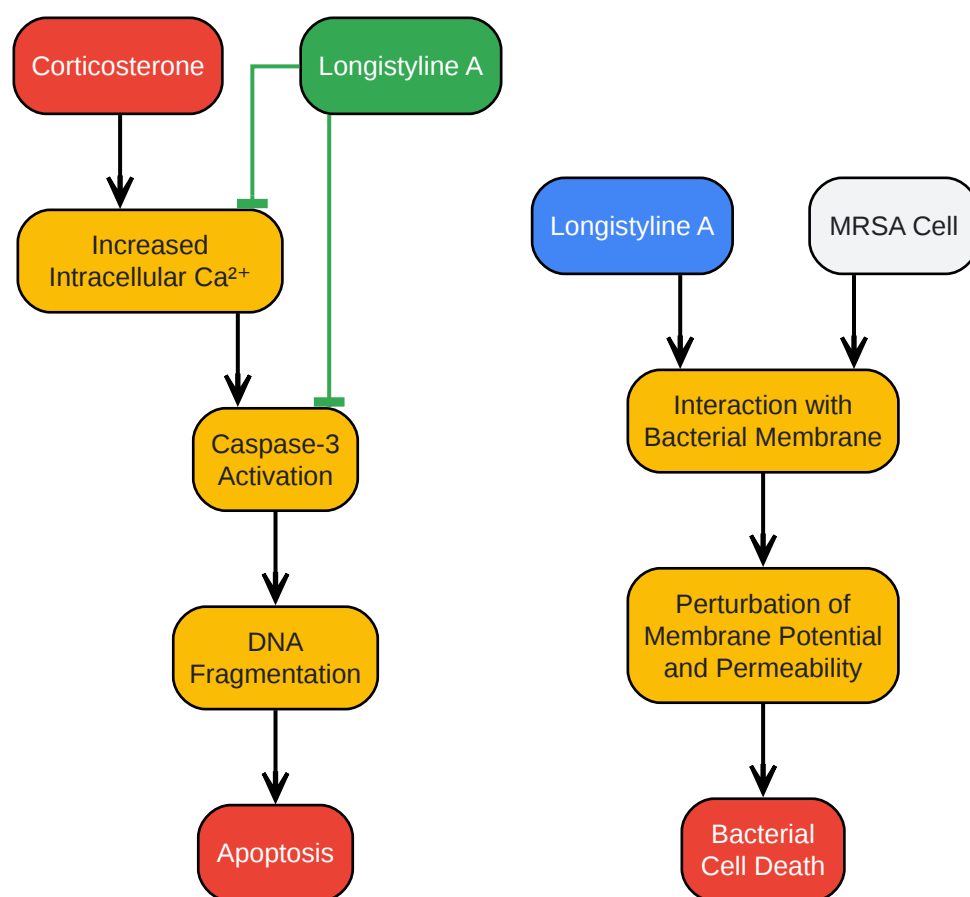 Corticosterone
Longistyline A
Increased
Intracellular Ca²⁺
Caspase-3
Activation
DNA
Fragmentation
Apoptosis
Longistyline A
MRSA Cell
Interaction with
Bacterial Membrane
Perturbation of
Membrane Potential
and Permeability
Bacterial
Cell Death